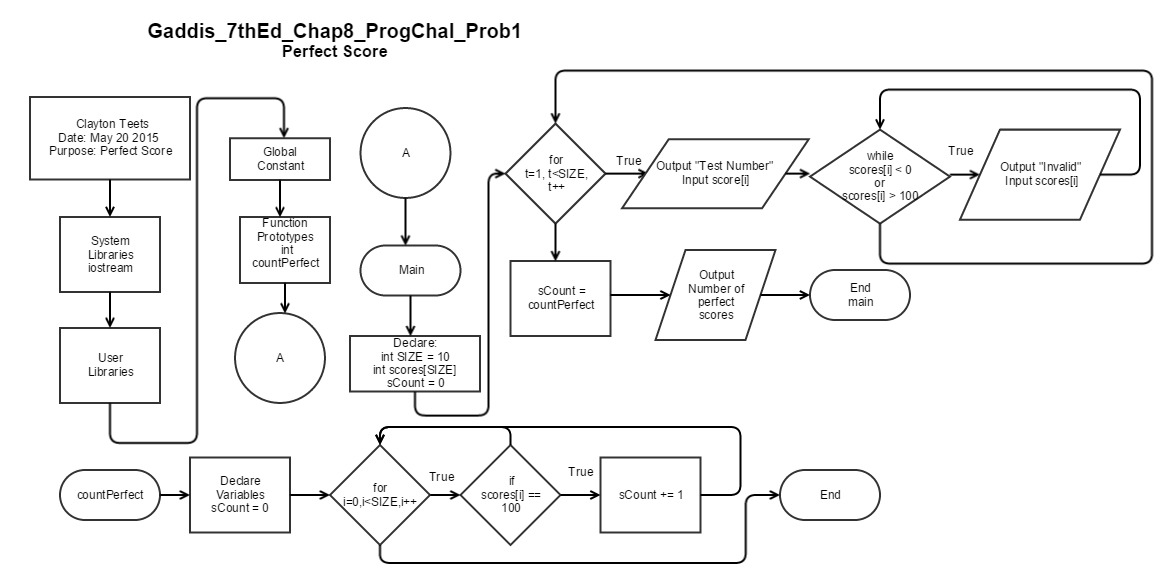 Gaddis_7thEd_Chap8_ProgChal_Prob1
Perfect Score
Clayton Teets
Date: May 20 2015
Purpose: Perfect Score
System
Libraries
iostream
User
Libraries
Global
Constant
Function
Prototypes
int
countPerfect
A
A
Main
Declare:
int SIZE = 10
int scores[SIZE]
sCount = 0
for
t=1, t<SIZE,
t++
True
Output "Test Number"
Input score[i]
while
scores[i] < 0
or
scores[i] > 100
True
Output "Invalid"
Input scores[i]
sCount =
countPerfect
Output
Number of
perfect
scores
End
main
countPerfect
Declare
Variables
sCount = 0
for
i=0,i<SIZE,i++
True
if
scores[i] ==
100
True
sCount += 1
End